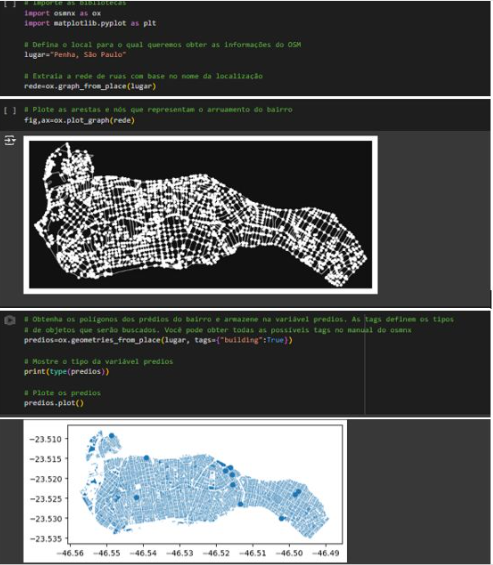 [ ] # Importe as bibliotecas
import osmnx as ox
import matplotlib.pyplot as plt
# Defina o local para o qual queremos obter as informações do OSM
lugar="Penha, São Paulo"
# Extraia a rede de ruas com base no nome da localização
rede=ox.graph_from_place(lugar)
[ ] # Plote as arestas e nós que representam o arruamento do bairro
fig,ax=ox.plot_graph(rede)
# Obtenha os polígonos dos prédios do bairro e armazene na variável predios. As tags definem os tipos
# de objetos que serão buscados. Você pode obter todas as possíveis tags no manual do osmnx
predios=ox.geometries_from_place(lugar, tags={"building":True})
# Mostre o tipo da variável predios
print(type(predios))
# Plote os predios
predios.plot()
−23.510
−23.515
−23.520
−23.525
−23.530
−23.535
−46.56 −46.55 −46.54 −46.53 −46.52 −46.51 −46.50 −46.49